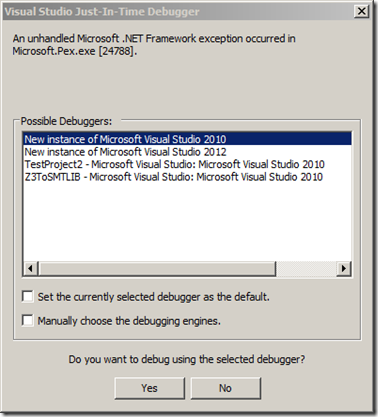 Visual Studio Just-In-Time Debugger
An unhandled Microsoft .NET Framework exception occurred in
Microsoft.Pex.exe [24788].
Possible Debuggers:
New instance of Microsoft Visual Studio 2010
New instance of Microsoft Visual Studio 2012
TestProject2 - Microsoft Visual Studio: Microsoft Visual Studio 2010
Z3ToSMTLIB - Microsoft Visual Studio: Microsoft Visual Studio 2010
Set the currently selected debugger as the default.
Manually choose the debugging engines.
Do you want to debug using the selected debugger?
Yes
No